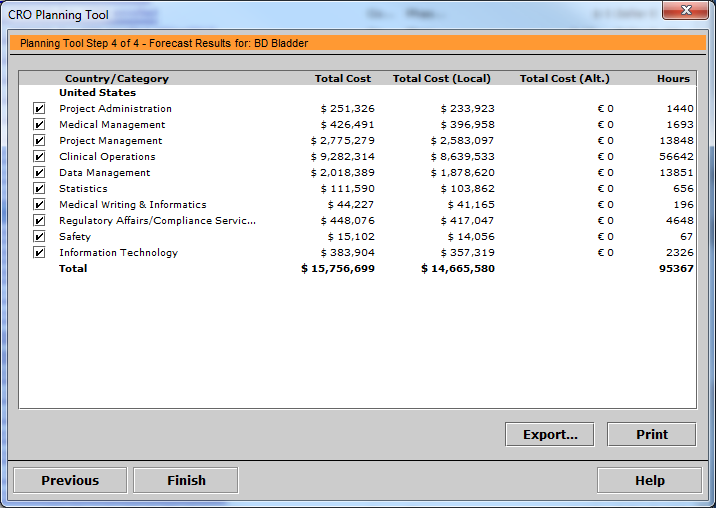 CRO Planning Tool
Planning Tool Step 4 of 4 - Forecast Results for: BD Bladder
Country/Category Total Cost Total Cost (Local) Total Cost (Alt.) Hours
United States
Project Administration $ 251,326 $ 233,923 € 0 1440
Medical Management $ 426,491 $ 396,958 € 0 1693
Project Management $ 2,775,279 $ 2,583,097 € 0 13848
Clinical Operations $ 9,282,314 $ 8,639,533 € 0 56642
Data Management $ 2,018,389 $ 1,878,620 € 0 13851
Statistics $ 111,590 $ 103,862 € 0 656
Medical Writing & Informatics $ 44,227 $ 41,165 € 0 196
Regulatory Affairs/Compliance Servic... $ 448,076 $ 417,047 € 0 4648
Safety $ 15,102 $ 14,056 € 0 67
Information Technology $ 383,904 $ 357,319 € 0 2326
Total $ 15,756,699 $ 14,665,580 95367
Export... Print
Previous Finish Help